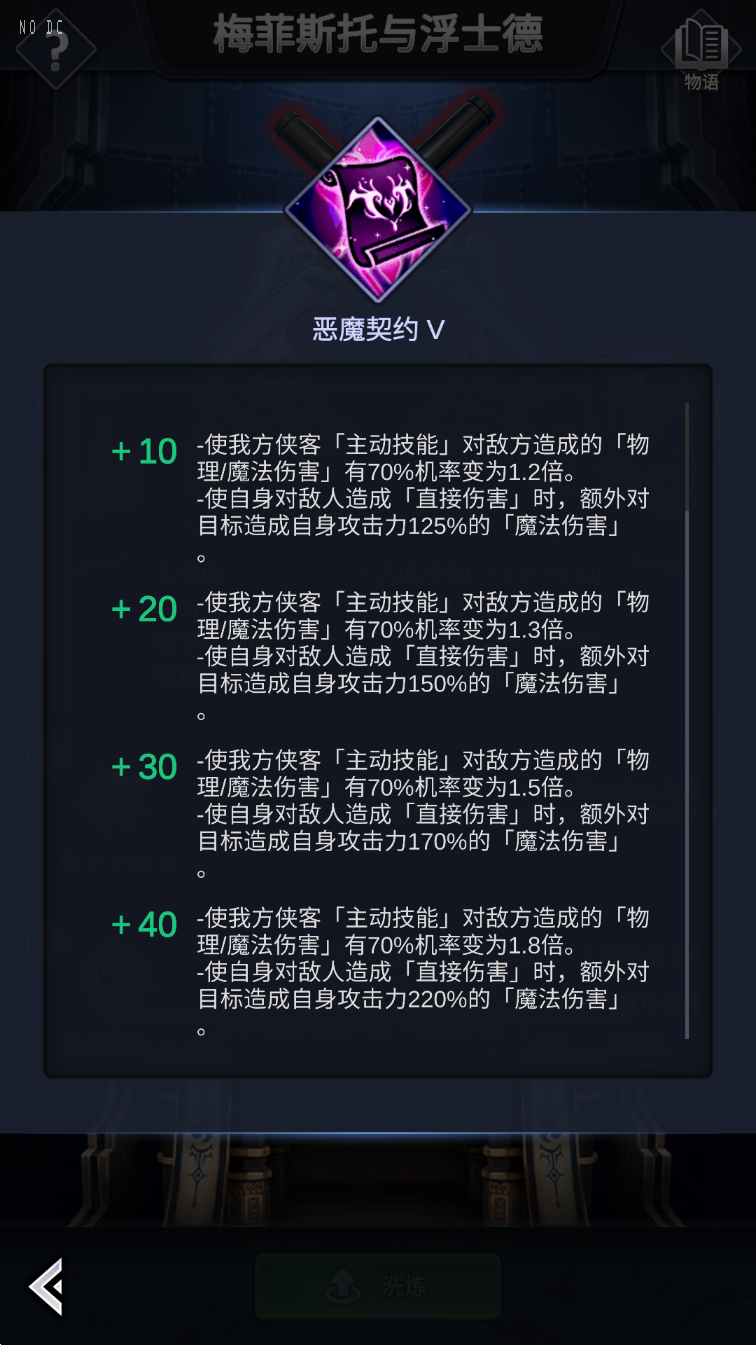 NO DC
?
梅菲斯托与浮士德
物语
恶魔契约 V
+10
-使我方侠客「主动技能」对敌方造成的「物
理/魔法伤害」有70%机率变为1.2倍。
-使自身对敌人造成「直接伤害」时，额外对
目标造成自身攻击力125%的「魔法伤害」
。
+20
-使我方侠客「主动技能」对敌方造成的「物
理/魔法伤害」有70%机率变为1.3倍。
-使自身对敌人造成「直接伤害」时，额外对
目标造成自身攻击力150%的「魔法伤害」
。
+30
-使我方侠客「主动技能」对敌方造成的「物
理/魔法伤害」有70%机率变为1.5倍。
-使自身对敌人造成「直接伤害」时，额外对
目标造成自身攻击力170%的「魔法伤害」
。
+40
-使我方侠客「主动技能」对敌方造成的「物
理/魔法伤害」有70%机率变为1.8倍。
-使自身对敌人造成「直接伤害」时，额外对
目标造成自身攻击力220%的「魔法伤害」
。
洗炼